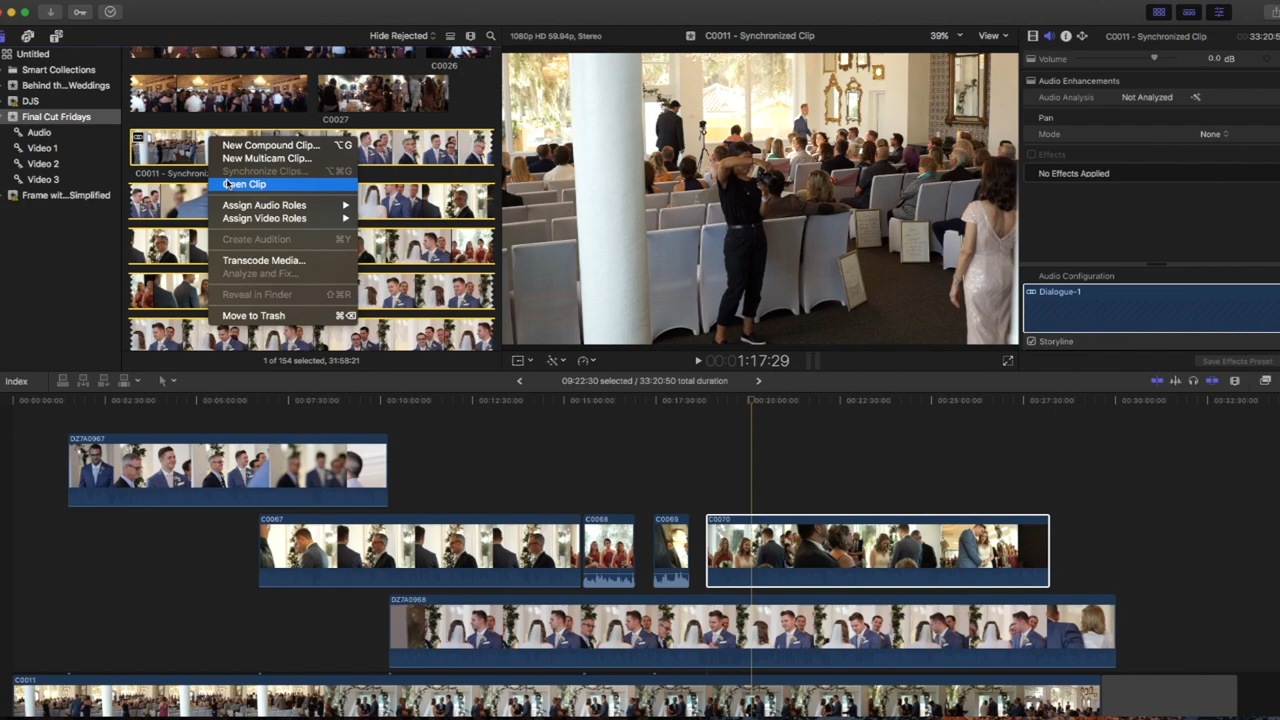 Hide Rejected
1080p HD 59.94p, Stereo
C0011 - Synchronized Clip
39%
View
C0011 - Synchronized Clip
33:20:5
Untitled
Smart Collections
Behind th...Weddings
DJS
Final Cut Fridays
Audio
Video 1
Video 2
Video 3
Frame wit...Simplified
C0026
C0027
C0011 - Synchroni
New Compound Clip... ⌥G
New Multicam Clip...
Synchronize Clips... ⌥⌘G
Open Clip
Assign Audio Roles
Assign Video Roles
Create Audition ⌘Y
Transcode Media...
Analyze and Fix...
Reveal in Finder ⇧⌘R
Move to Trash ⌘⌫
1 of 154 selected, 31:58:21
00:00:01:17:29
Volume 0.0 dB
Audio Enhancements
Audio Analysis Not Analyzed
Pan
Mode None
Effects
No Effects Applied
Audio Configuration
Dialogue-1
Storyline
Save Effects Preset
Index
09:22:30 selected / 33:20:50 total duration
00:00:00:00 00:02:30:00 00:05:00:00 00:07:30:00 00:10:00:00 00:12:30:00 00:15:00:00 00:17:30:00 00:20:00:00 00:22:30:00 00:25:00:00 00:27:30:00 00:30:00:00 00:32:30:00
DZ7A0967
C0067
C0068
C0069
C0070
DZ7A0968
C0011